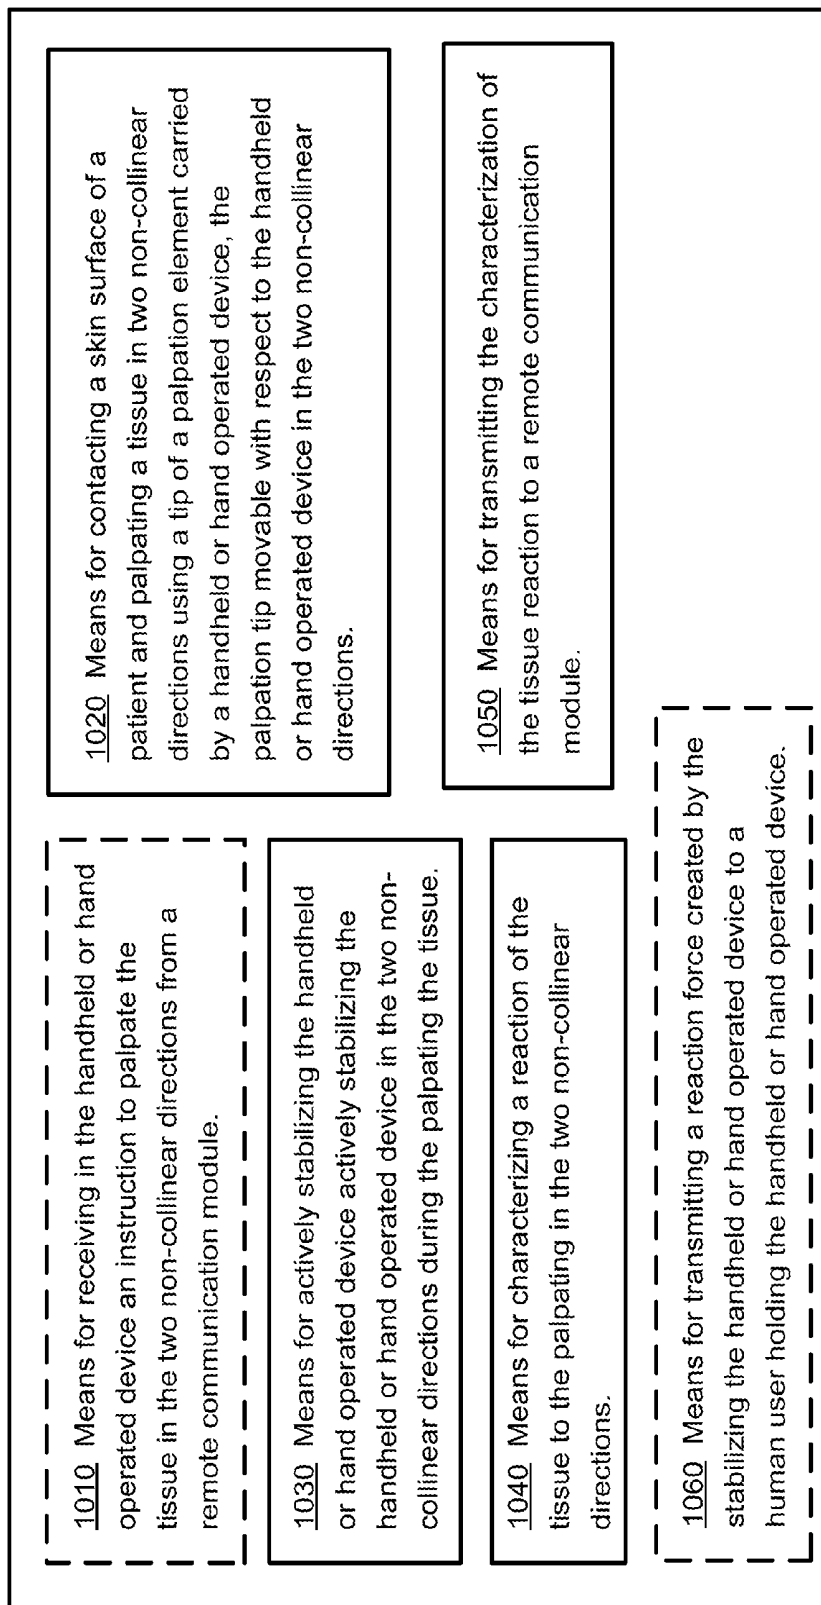 1010 Means for receiving in the handheld or hand
operated device an instruction to palpate the
tissue in the two non-collinear directions from a
remote communication module.
1020 Means for contacting a skin surface of a
patient and palpating a tissue in two non-collinear
directions using a tip of a palpation element carried
by a handheld or hand operated device, the
palpation tip movable with respect to the handheld
or hand operated device in the two non-collinear
directions.
1030 Means for actively stabilizing the handheld
or hand operated device actively stabilizing the
handheld or hand operated device in the two non-
collinear directions during the palpating the tissue.
1040 Means for characterizing a reaction of the
tissue to the palpating in the two non-collinear
directions.
1050 Means for transmitting the characterization of
the tissue reaction to a remote communication
module.
1060 Means for transmitting a reaction force created by the
stabilizing the handheld or hand operated device to a
human user holding the handheld or hand operated device.